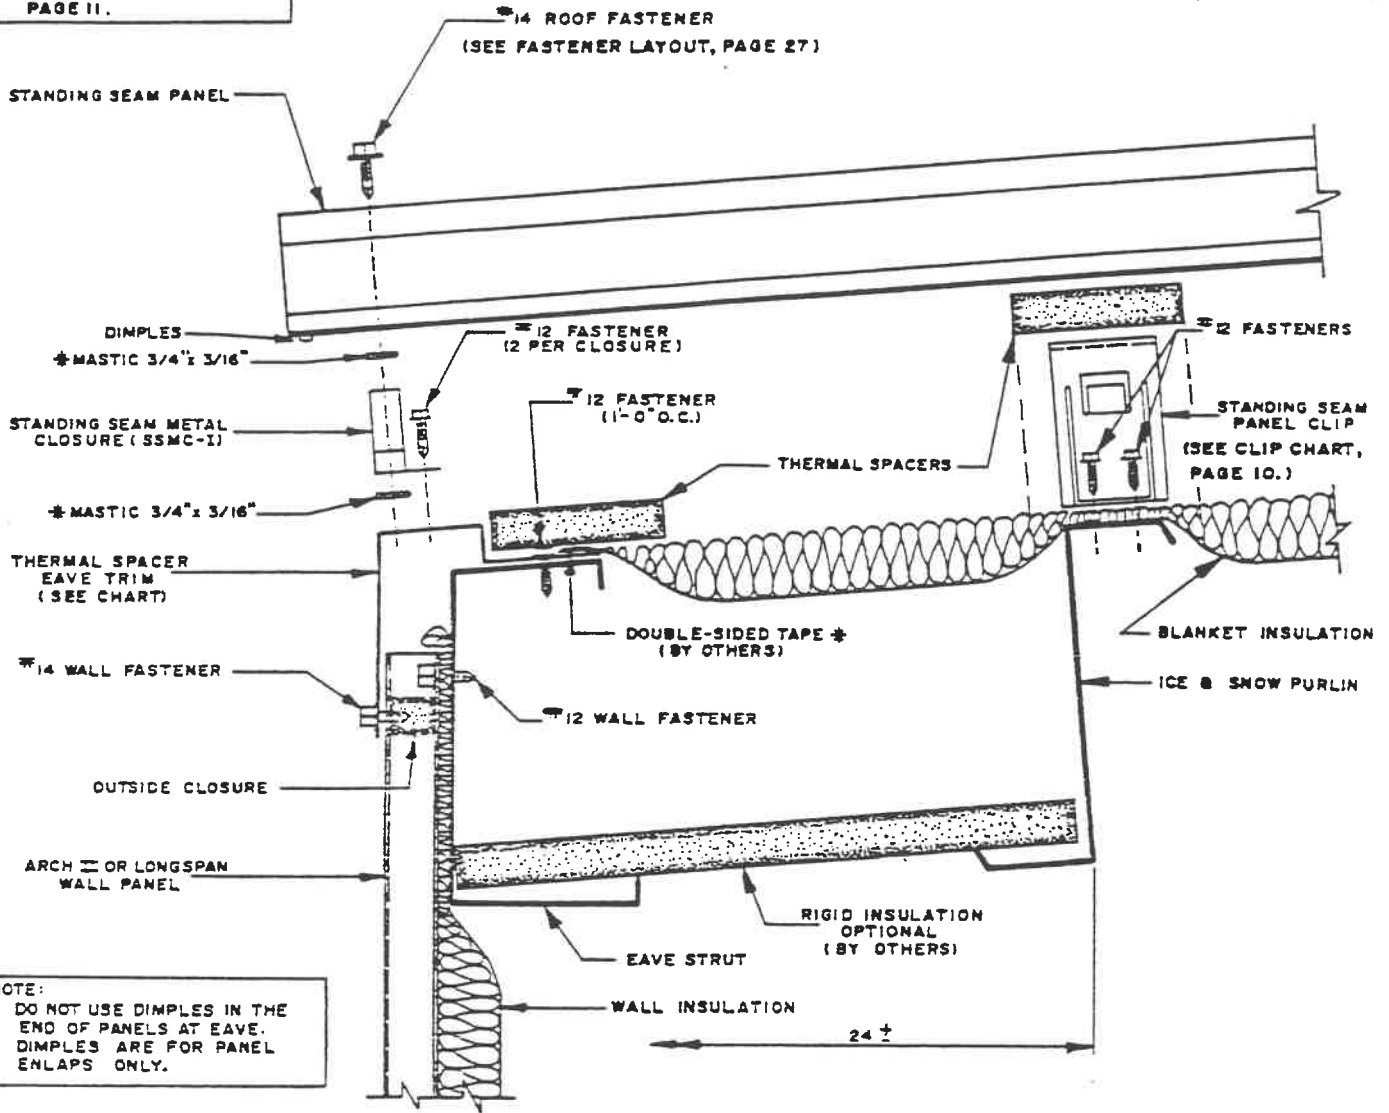 PAGE 11.
#14 ROOF FASTENER
(SEE FASTENER LAYOUT, PAGE 27)
STANDING SEAM PANEL
DIMPLES
*MASTIC 3/4" x 3/16"
#12 FASTENER
(2 PER CLOSURE)
#12 FASTENERS
#12 FASTENER
(1'-0" O.C.)
STANDING SEAM METAL
CLOSURE (SSMC-1)
STANDING SEAM
PANEL CLIP
(SEE CLIP CHART,
PAGE 10.)
THERMAL SPACERS
*MASTIC 3/4" x 3/16"
THERMAL SPACER
EAVE TRIM
(SEE CHART)
DOUBLE-SIDED TAPE *
(BY OTHERS)
BLANKET INSULATION
#14 WALL FASTENER
ICE & SNOW PURLIN
#12 WALL FASTENER
OUTSIDE CLOSURE
ARCH II OR LONGSPAN
WALL PANEL
RIGID INSULATION
OPTIONAL
(BY OTHERS)
EAVE STRUT
WALL INSULATION
24 ±
OTE:
DO NOT USE DIMPLES IN THE
END OF PANELS AT EAVE.
DIMPLES ARE FOR PANEL
ENLAPS ONLY.